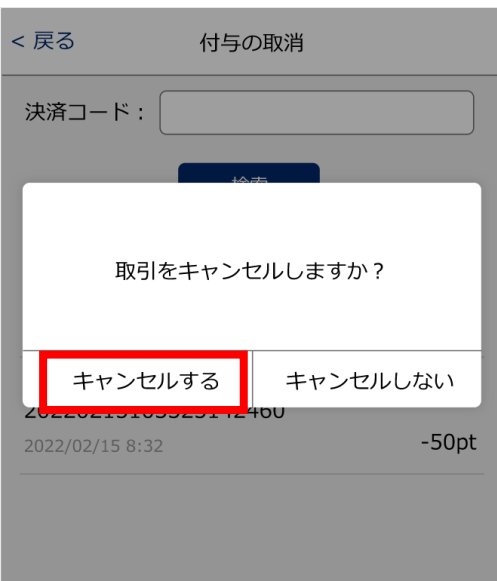 < 戻る 付与の取消
決済コード：
検索
取引をキャンセルしますか？
キャンセルする キャンセルしない
2022/02/15 8:32 -50pt